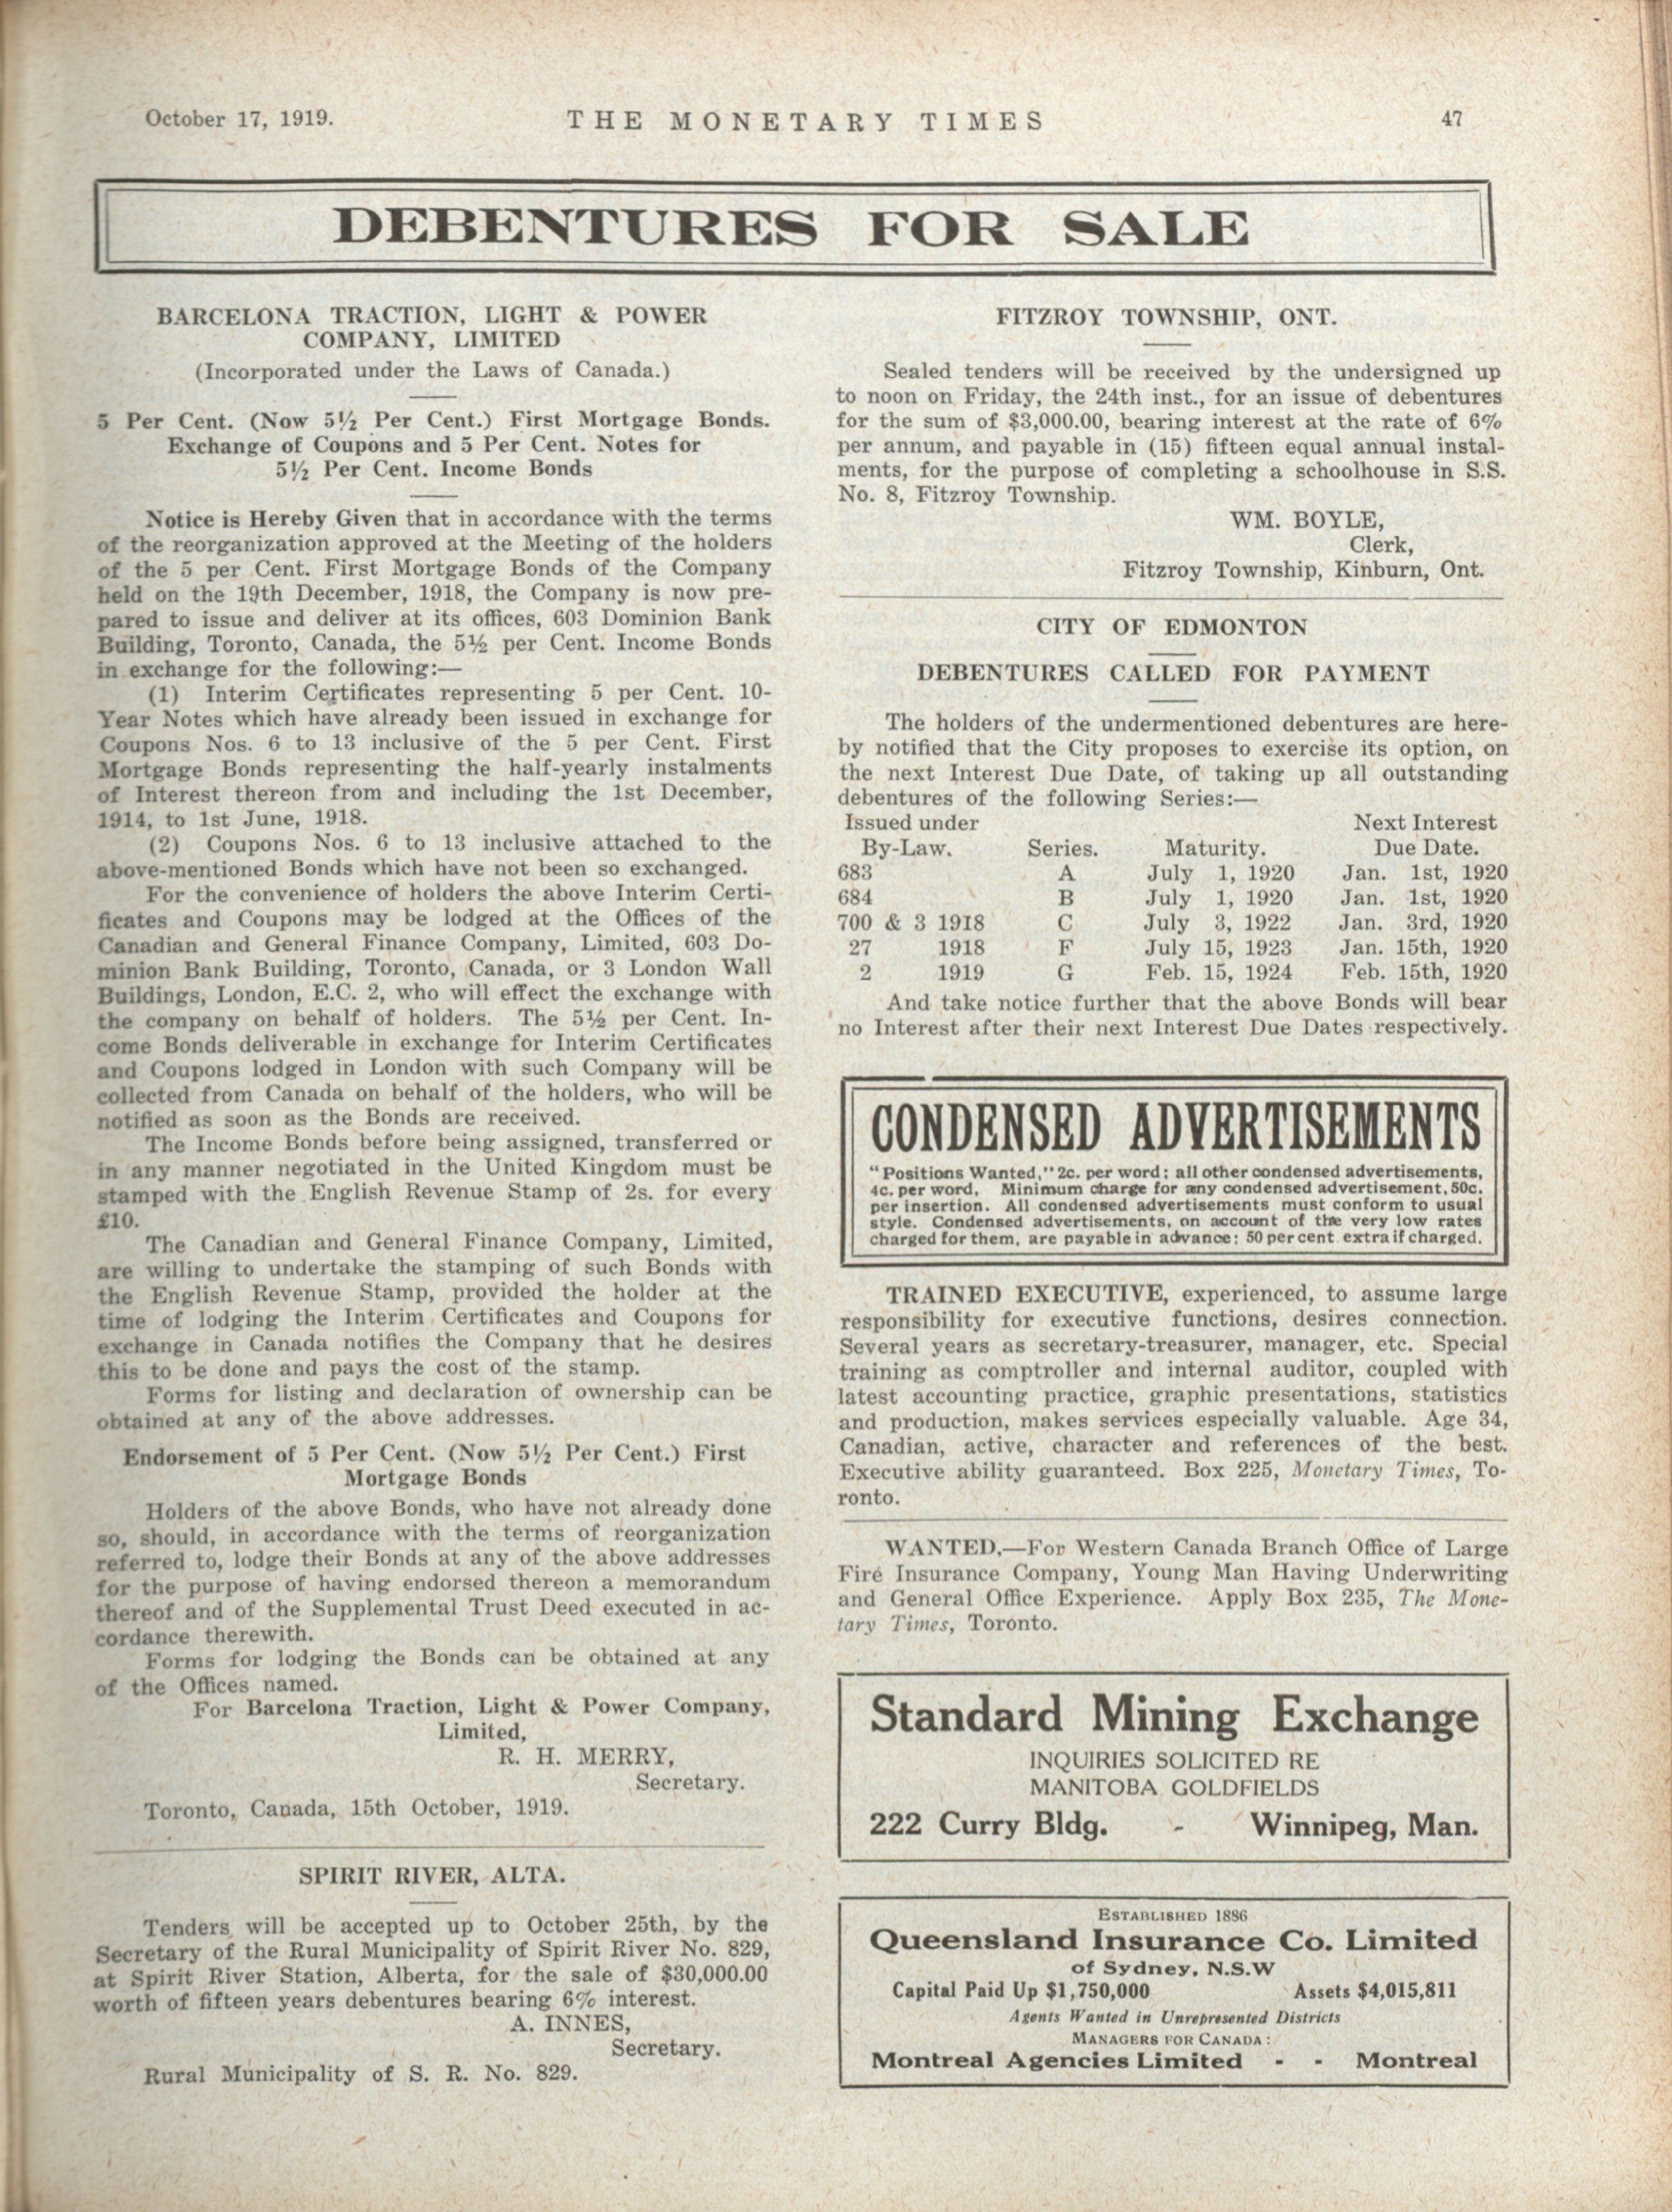 October 17, 1919.
THE MONETARY TIMES
47
DEBENTURES FOR SALE
BARCELONA TRACTION, LIGHT & POWER
COMPANY, LIMITED
(Incorporated under the Laws of Canada.)
5 Per Cent. (Now 5½ Per Cent.) First Mortgage Bonds.
Exchange of Coupons and 5 Per Cent. Notes for
5½ Per Cent. Income Bonds
Notice is Hereby Given that in accordance with the terms
of the reorganization approved at the Meeting of the holders
of the 5 per Cent. First Mortgage Bonds of the Company
held on the 19th December, 1918, the Company is now pre-
pared to issue and deliver at its offices, 603 Dominion Bank
Building, Toronto, Canada, the 5½ per Cent. Income Bonds
in exchange for the following:—
(1) Interim Certificates representing 5 per Cent. 10-
Year Notes which have already been issued in exchange for
Coupons Nos. 6 to 13 inclusive of the 5 per Cent. First
Mortgage Bonds representing the half-yearly instalments
of Interest thereon from and including the 1st December,
1914, to 1st June, 1918.
(2) Coupons Nos. 6 to 13 inclusive attached to the
above-mentioned Bonds which have not been so exchanged.
For the convenience of holders the above Interim Certi-
ficates and Coupons may be lodged at the Offices of the
Canadian and General Finance Company, Limited, 603 Do-
minion Bank Building, Toronto, Canada, or 3 London Wall
Buildings, London, E.C. 2, who will effect the exchange with
the company on behalf of holders. The 5½ per Cent. In-
come Bonds deliverable in exchange for Interim Certificates
and Coupons lodged in London with such Company will be
collected from Canada on behalf of the holders, who will be
notified as soon as the Bonds are received.
The Income Bonds before being assigned, transferred or
in any manner negotiated in the United Kingdom must be
stamped with the English Revenue Stamp of 2s. for every
£10.
The Canadian and General Finance Company, Limited,
are willing to undertake the stamping of such Bonds with
the English Revenue Stamp, provided the holder at the
time of lodging the Interim Certificates and Coupons for
exchange in Canada notifies the Company that he desires
this to be done and pays the cost of the stamp.
Forms for listing and declaration of ownership can be
obtained at any of the above addresses.
Endorsement of 5 Per Cent. (Now 5½ Per Cent.) First
Mortgage Bonds
Holders of the above Bonds, who have not already done
so, should, in accordance with the terms of reorganization
referred to, lodge their Bonds at any of the above addresses
for the purpose of having endorsed thereon a memorandum
thereof and of the Supplemental Trust Deed executed in ac-
cordance therewith.
Forms for lodging the Bonds can be obtained at any
of the Offices named.
For Barcelona Traction, Light & Power Company,
Limited,
R. H. MERRY,
Secretary.
Toronto, Canada, 15th October, 1919.
SPIRIT RIVER, ALTA.
Tenders will be accepted up to October 25th, by the
Secretary of the Rural Municipality of Spirit River No. 829,
at Spirit River Station, Alberta, for the sale of $30,000.00
worth of fifteen years debentures bearing 6% interest.
A. INNES,
Secretary.
Rural Municipality of S. R. No. 829.
FITZROY TOWNSHIP, ONT.
Sealed tenders will be received by the undersigned up
to noon on Friday, the 24th inst., for an issue of debentures
for the sum of $3,000.00, bearing interest at the rate of 6%
per annum, and payable in (15) fifteen equal annual instal-
ments, for the purpose of completing a schoolhouse in S.S.
No. 8, Fitzroy Township.
WM. BOYLE,
Clerk,
Fitzroy Township, Kinburn, Ont.
CITY OF EDMONTON
DEBENTURES CALLED FOR PAYMENT
The holders of the undermentioned debentures are here-
by notified that the City proposes to exercise its option, on
the next Interest Due Date, of taking up all outstanding
debentures of the following Series:—
Issued under Next Interest
By-Law. Series. Maturity. Due Date.
683 A July 1, 1920 Jan. 1st, 1920
684 B July 1, 1920 Jan. 1st, 1920
700 & 3 1918 C July 3, 1922 Jan. 3rd, 1920
27 1918 F July 15, 1923 Jan. 15th, 1920
2 1919 G Feb. 15, 1924 Feb. 15th, 1920
And take notice further that the above Bonds will bear
no Interest after their next Interest Due Dates respectively.
CONDENSED ADVERTISEMENTS
"Positions Wanted," 2c. per word; all other condensed advertisements,
4c. per word. Minimum charge for any condensed advertisement, 50c.
per insertion. All condensed advertisements must conform to usual
style. Condensed advertisements, on account of the very low rates
charged for them, are payable in advance; 50 per cent extra if charged.
TRAINED EXECUTIVE, experienced, to assume large
responsibility for executive functions, desires connection.
Several years as secretary-treasurer, manager, etc. Special
training as comptroller and internal auditor, coupled with
latest accounting practice, graphic presentations, statistics
and production, makes services especially valuable. Age 34,
Canadian, active, character and references of the best.
Executive ability guaranteed. Box 225, Monetary Times, To-
ronto.
WANTED.—For Western Canada Branch Office of Large
Fire Insurance Company, Young Man Having Underwriting
and General Office Experience. Apply Box 235, The Mone-
tary Times, Toronto.
Standard Mining Exchange
INQUIRIES SOLICITED RE
MANITOBA GOLDFIELDS
222 Curry Bldg. - Winnipeg, Man.
ESTABLISHED 1886
Queensland Insurance Co. Limited
of Sydney, N.S.W
Capital Paid Up $1,750,000 Assets $4,015,811
Agents Wanted in Unrepresented Districts
MANAGERS FOR CANADA:
Montreal Agencies Limited - - Montreal